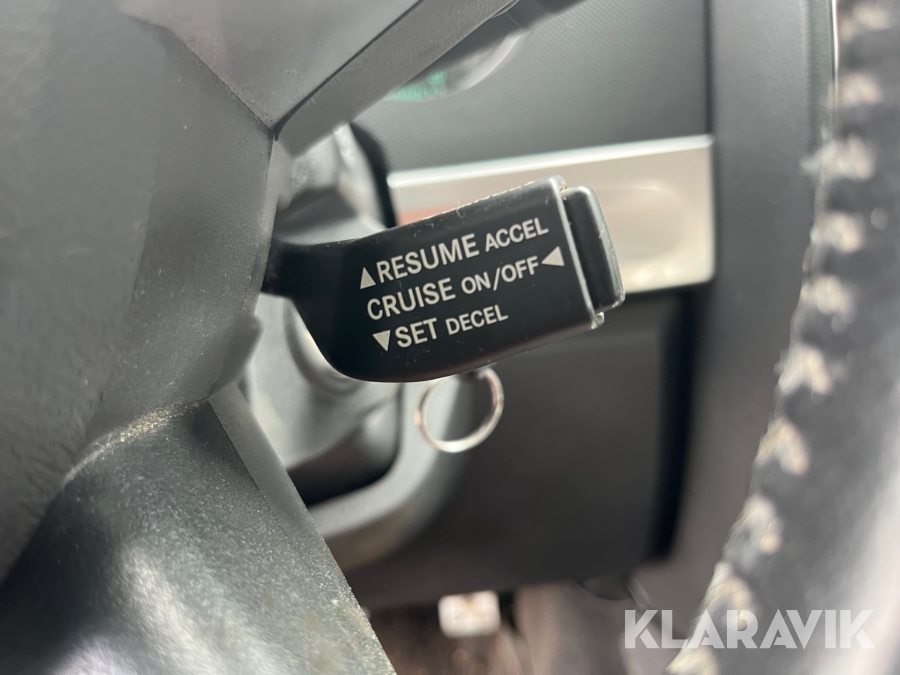 ▲RESUME ACCEL
CRUISE ON/OFF◀
▼SET DECEL
KLARAVIK